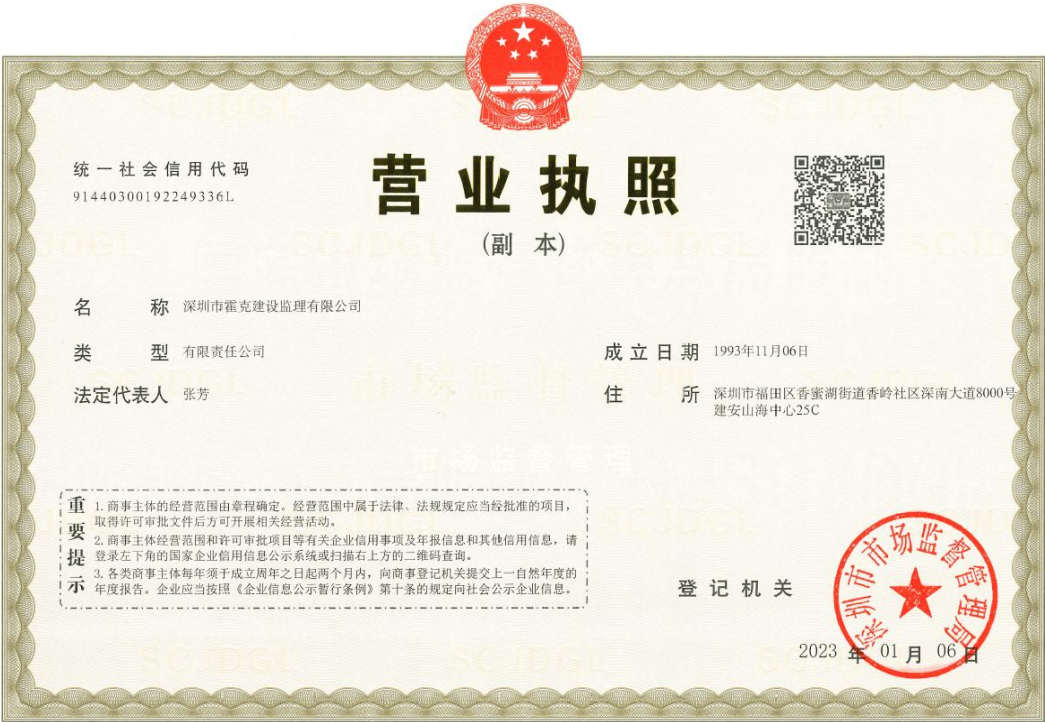 统一社会信用代码
91440300192249336L
营业执照
(副 本)
名 称 深圳市霍克建设监理有限公司
类 型 有限责任公司
成立日期 1993年11月06日
法定代表人 张芳
住 所 深圳市福田区香蜜湖街道香岭社区深南大道8000号
建安山海中心25C
市场监督管理
重要提示
1. 商事主体的经营范围由章程确定。经营范围中属于法律、法规规定应当经批准的项目，
取得许可审批文件后方可开展相关经营活动。
2. 商事主体经营范围和许可审批项目等有关企业信用事项及年报信息和其他信用信息，请
登录左下角的国家企业信用信息公示系统或扫描右上方的二维码查询。
3. 各类商事主体每年须于成立周年之日起两个月内，向商事登记机关提交上一自然年度的
年度报告。企业应当按照《企业信息公示暂行条例》第十条的规定向社会公示企业信息。
登记机关
深圳市市场监督管理局
2023 年 01 月 06 日